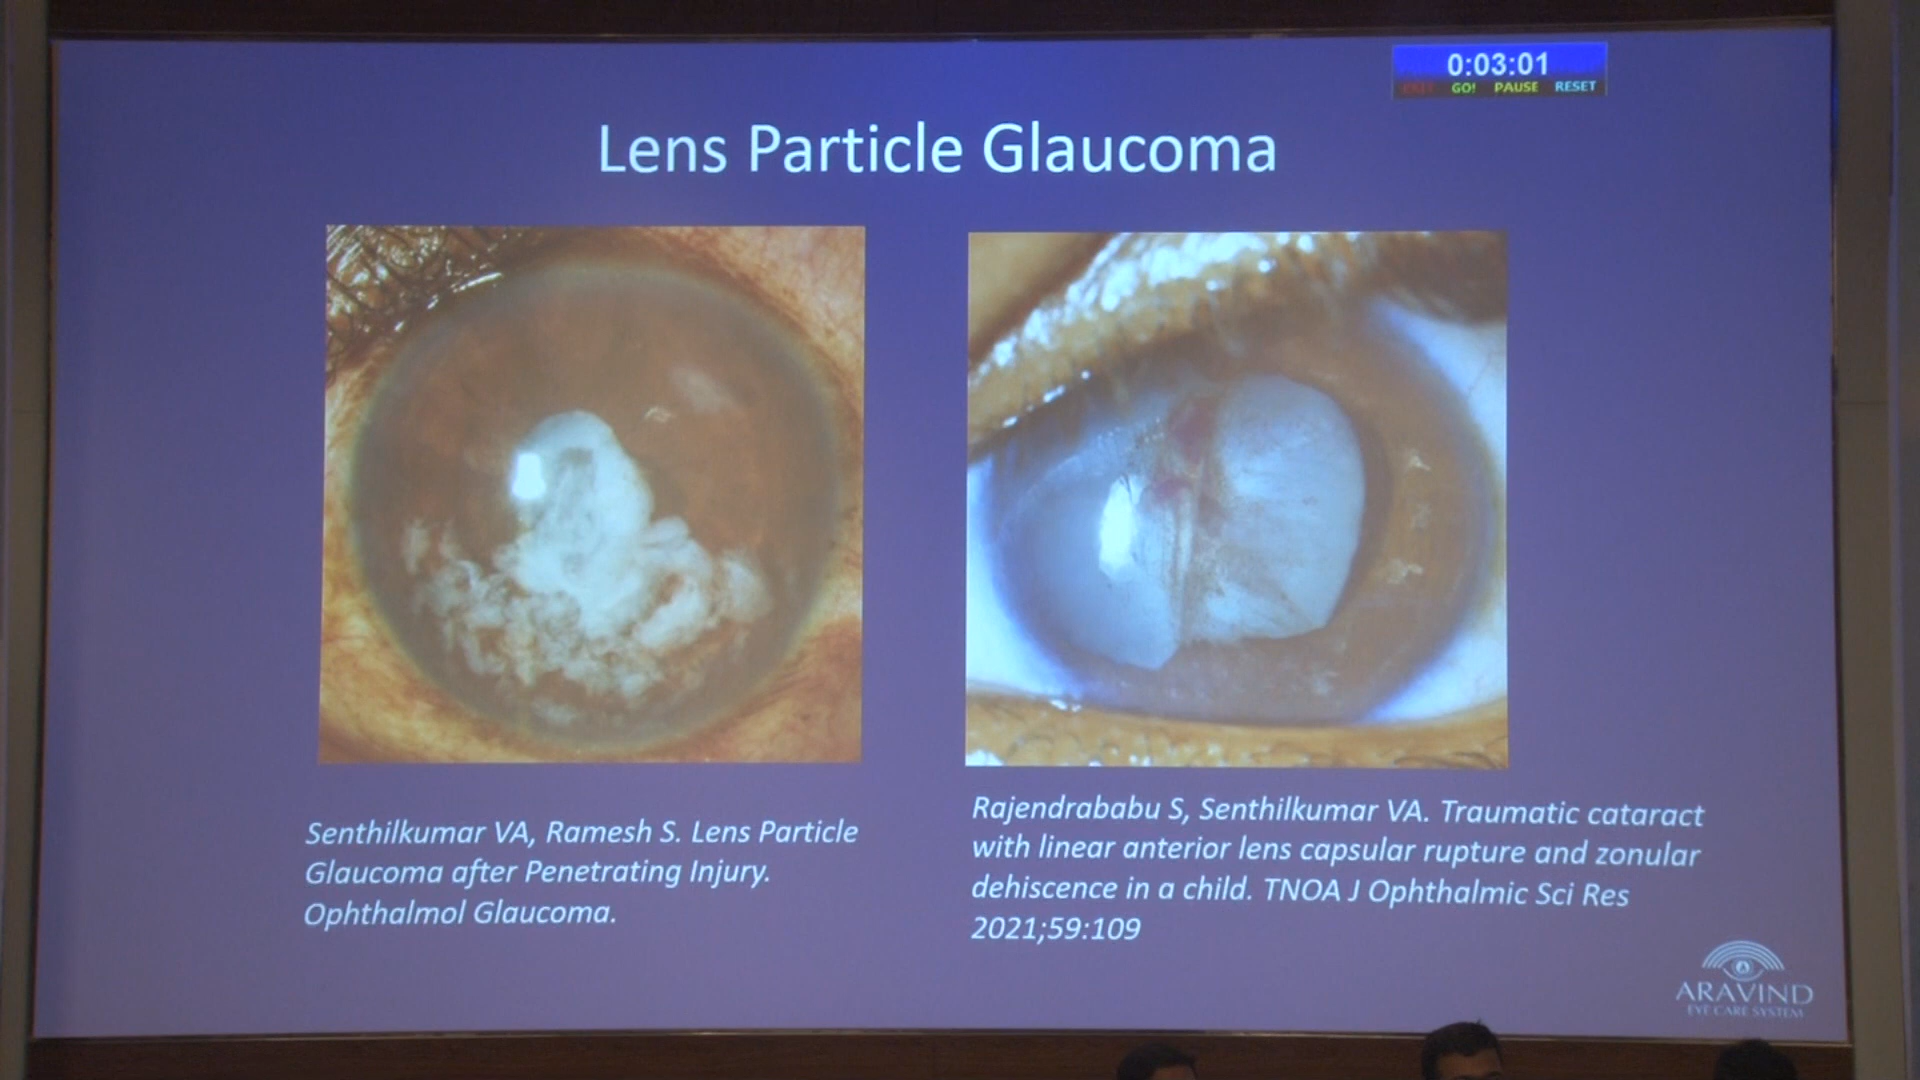 0:03:01
EXIT GO! PAUSE RESET
Lens Particle Glaucoma
Senthilkumar VA, Ramesh S. Lens Particle
Glaucoma after Penetrating Injury.
Ophthalmol Glaucoma.
Rajendrababu S, Senthilkumar VA. Traumatic cataract
with linear anterior lens capsular rupture and zonular
dehiscence in a child. TNOA J Ophthalmic Sci Res
2021;59:109
ARAVIND
EYE CARE SYSTEM